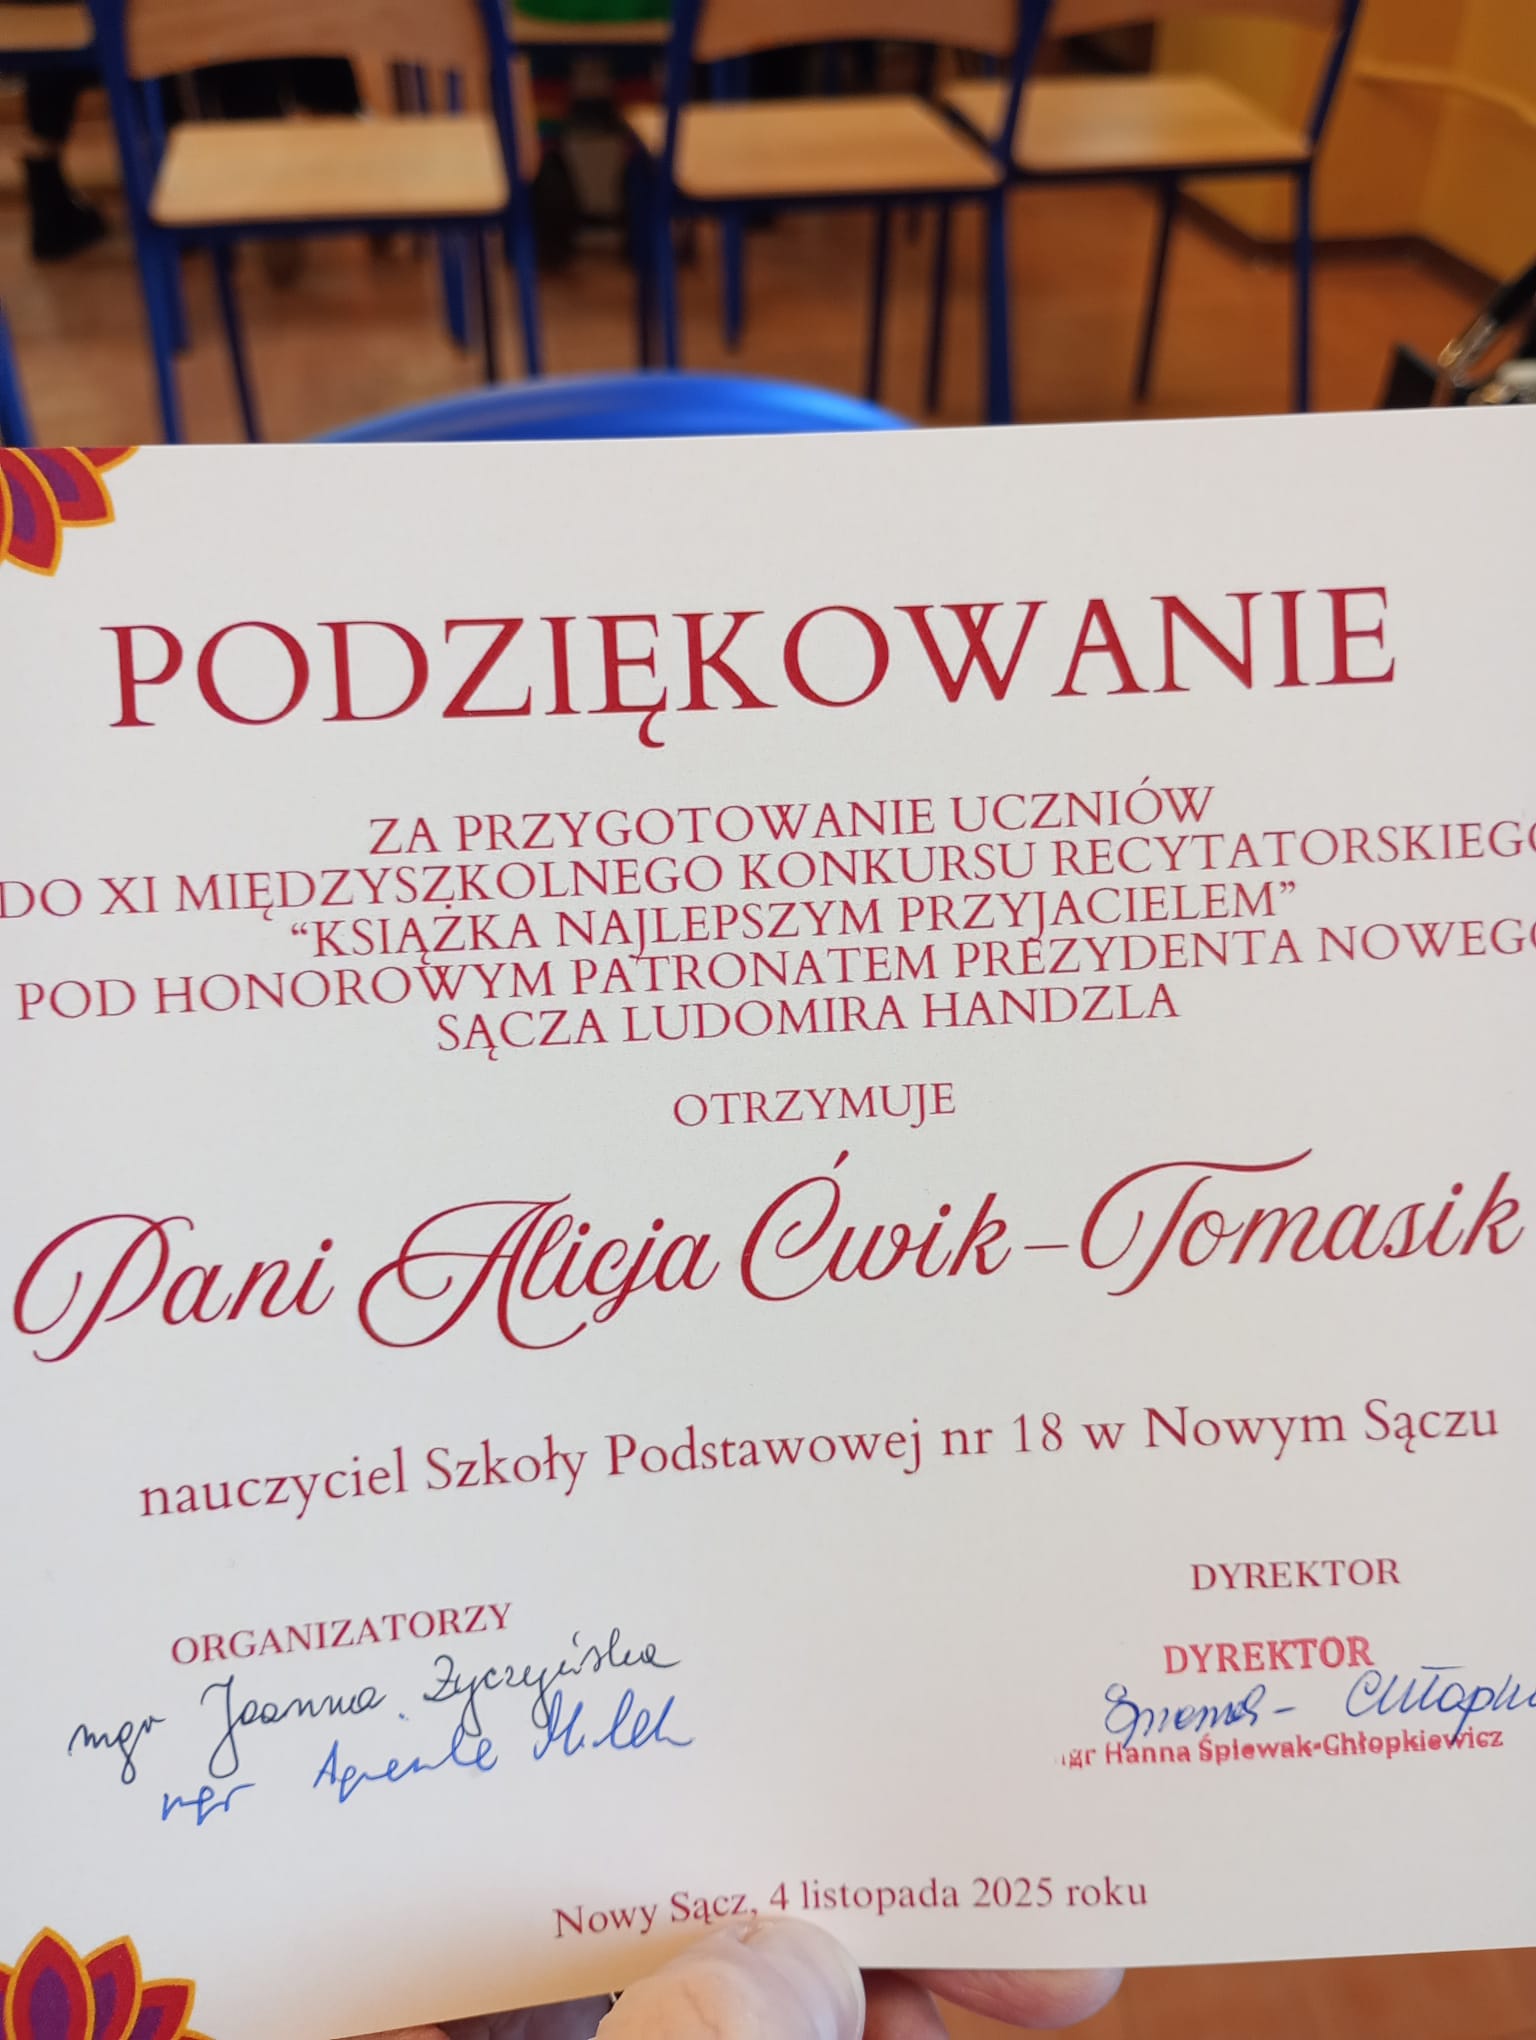 PODZIĘKOWANIE
ZA PRZYGOTOWANIE UCZNIÓW
DO XI MIĘDZYSZKOLNEGO KONKURSU RECYTATORSKIEGO
“KSIĄŻKA NAJLEPSZYM PRZYJACIELEM”
POD HONOROWYM PATRONATEM PREZYDENTA NOWEGO
SĄCZA LUDOMIRA HANDZLA
OTRZYMUJE
Pani Alicja Ćwik-Tomasik
nauczyciel Szkoły Podstawowej nr 18 w Nowym Sączu
DYREKTOR
ORGANIZATORZY
DYREKTOR
mgr Joanna Życzyńska
mgr
mgr Hanna Śpiewak-Chłopkiewicz
Nowy Sącz, 4 listopada 2025 roku